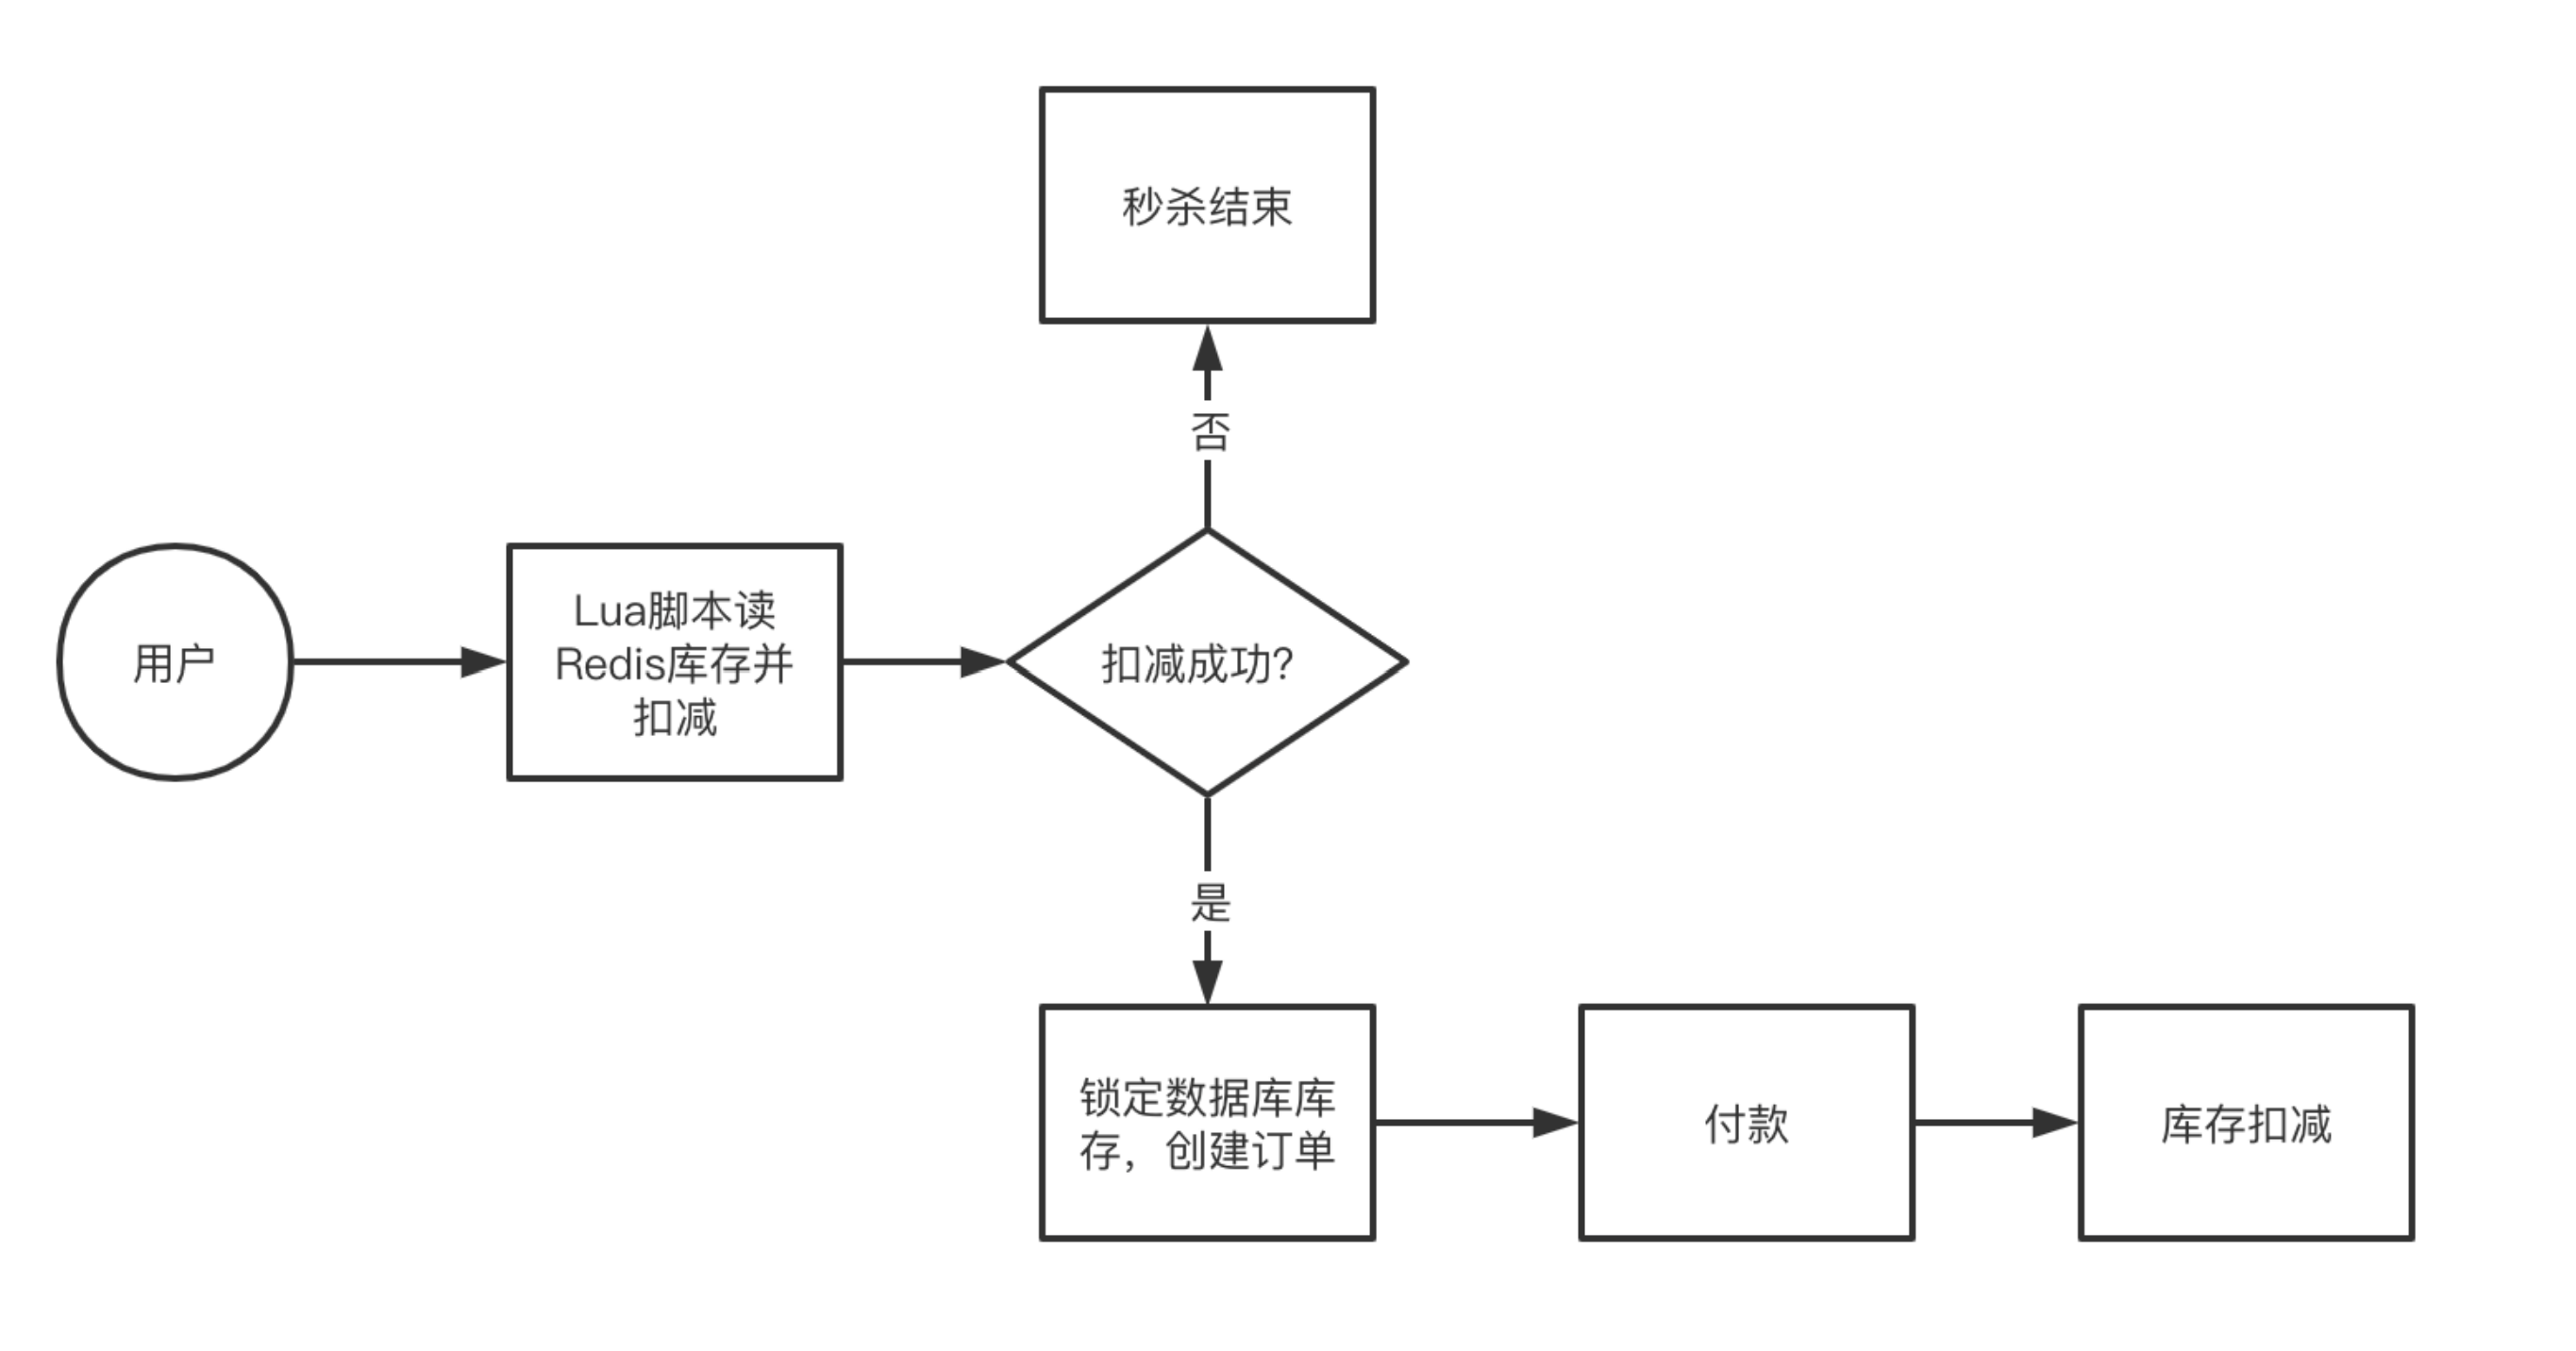 秒杀结束
否
用户
Lua脚本读
Redis库存并
扣减
扣减成功?
是
锁定数据库库
存，创建订单
付款
库存扣减